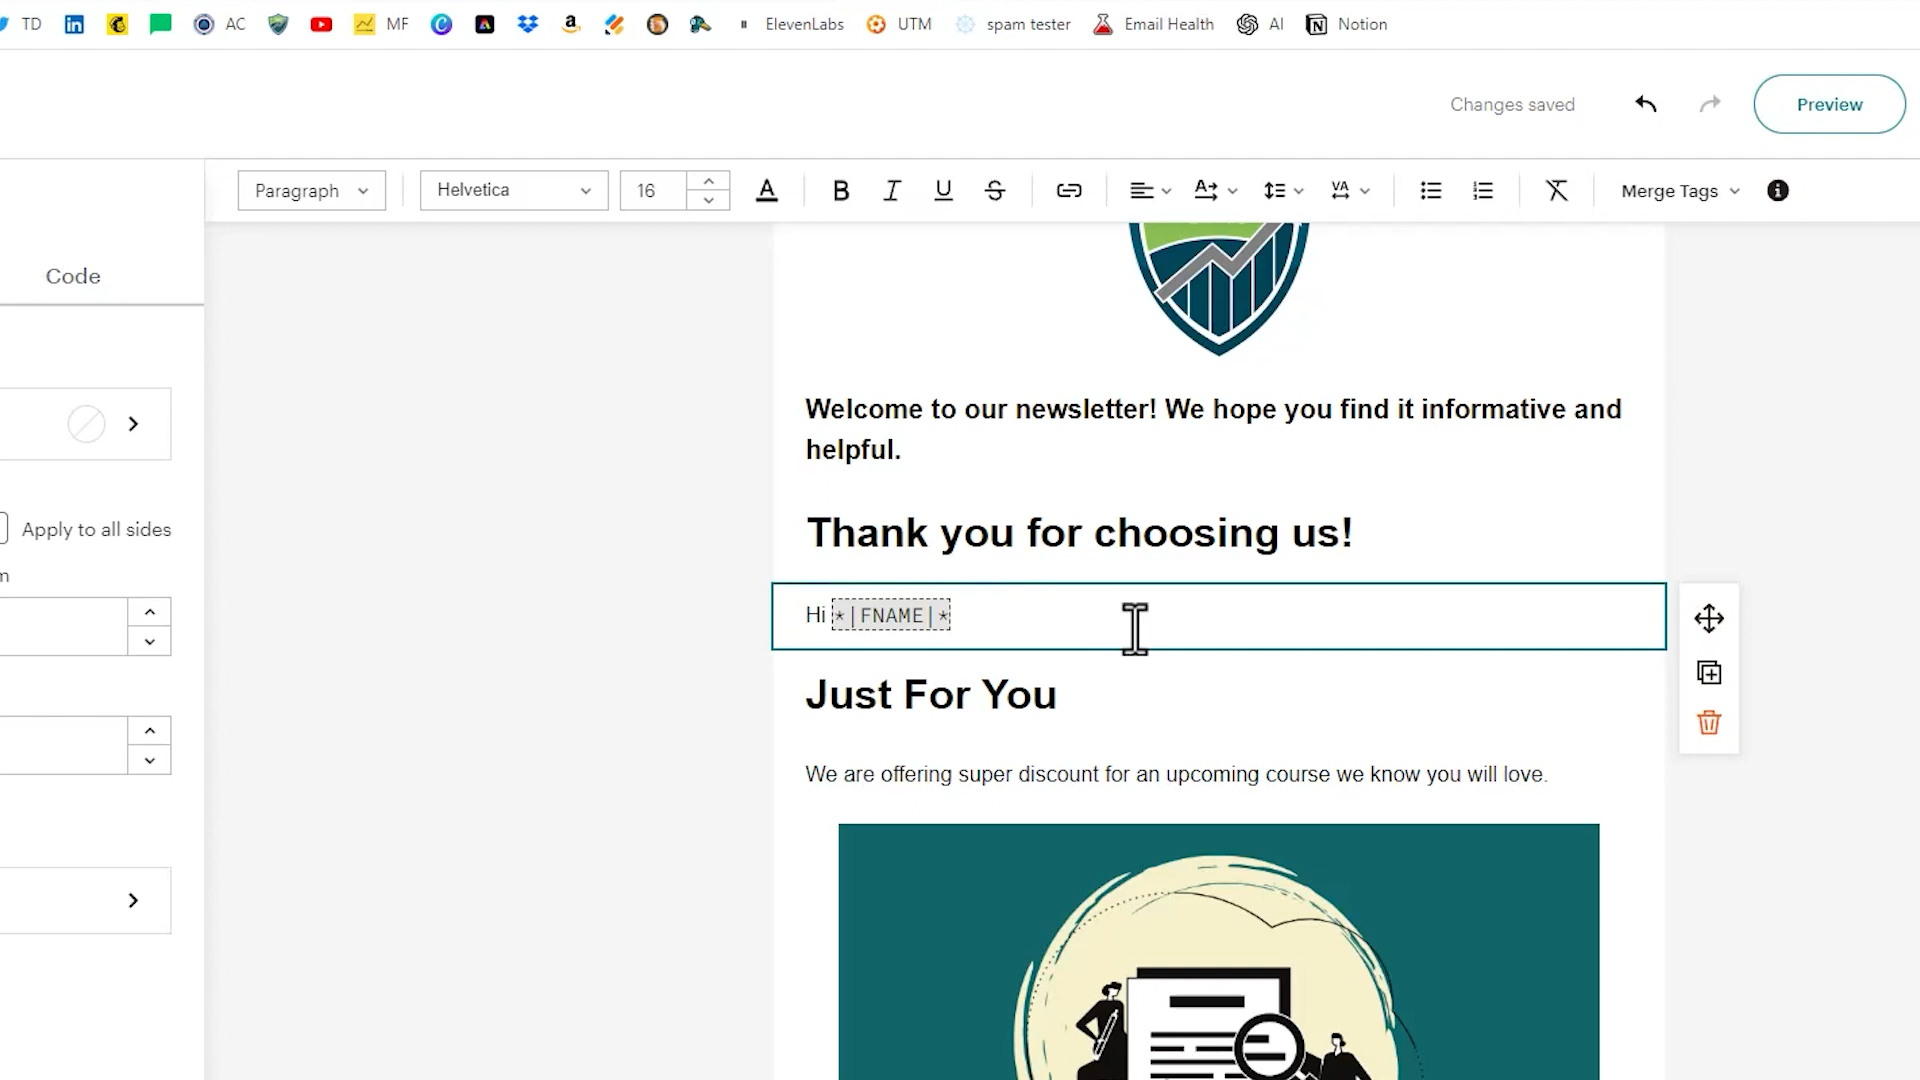 TD
AC
MF
ElevenLabs
UTM
spam tester
Email Health
AI
Notion
Changes saved
Preview
Paragraph
Helvetica
16
A
B
I
U
S
Merge Tags
Code
Welcome to our newsletter! We hope you find it informative and
helpful.
Thank you for choosing us!
Apply to all sides
Hi *|FNAME|*
Just For You
We are offering super discount for an upcoming course we know you will love.